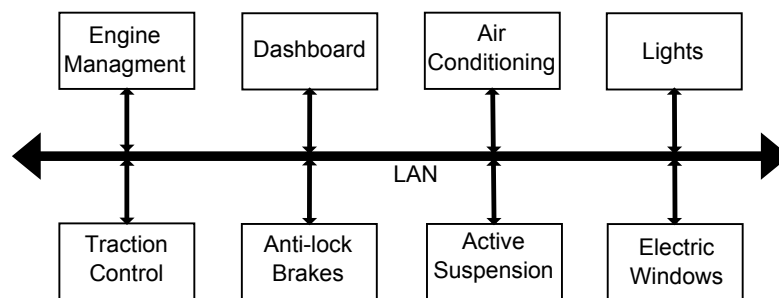 Engine
Managment
Dashboard
Air
Conditioning
Lights
LAN
Traction
Control
Anti-lock
Brakes
Active
Suspension
Electric
Windows